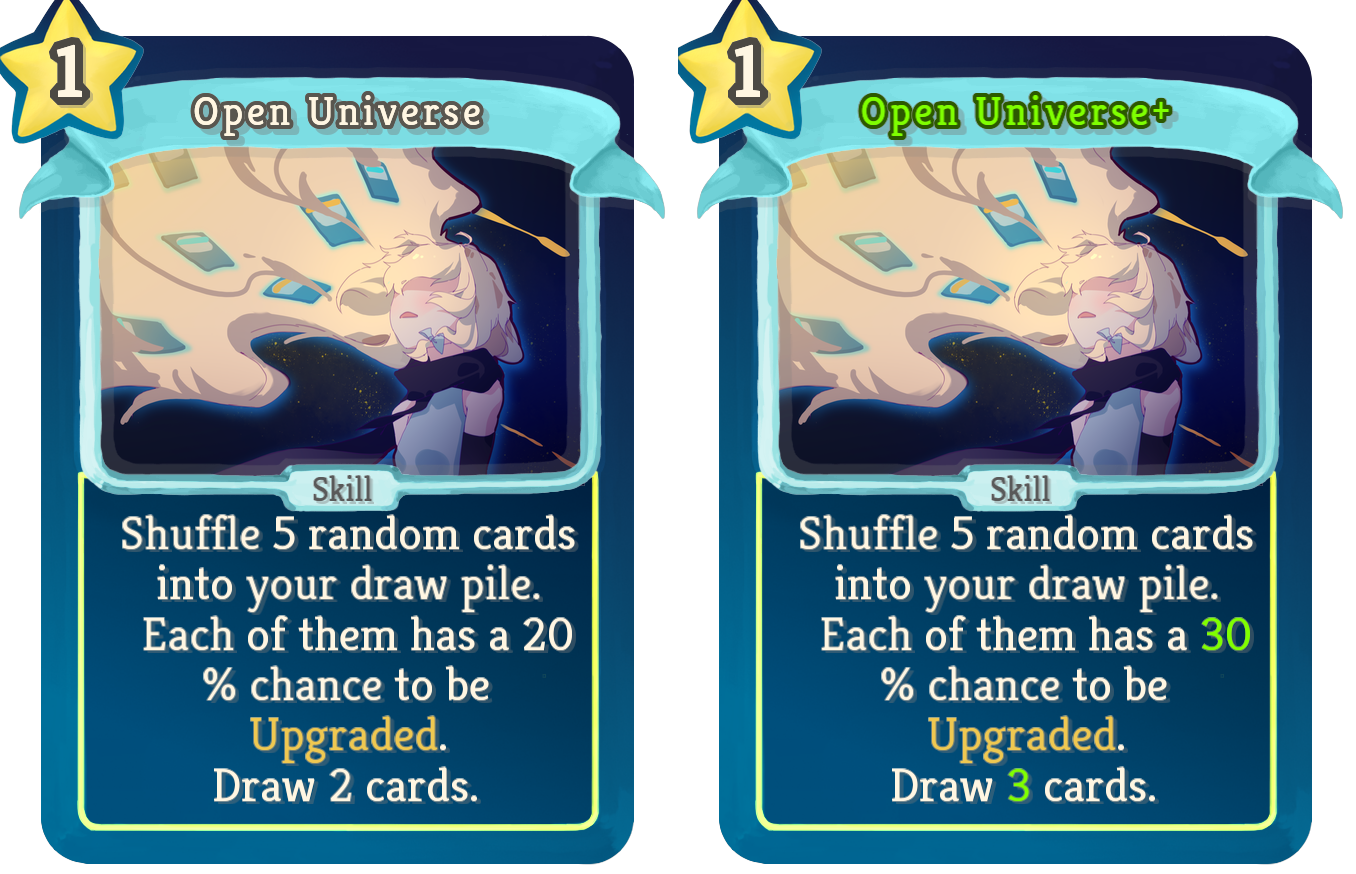 1
Open Universe
Skill
Shuffle 5 random cards
into your draw pile.
Each of them has a 20
% chance to be
Upgraded.
Draw 2 cards.
1
Open Universe+
Skill
Shuffle 5 random cards
into your draw pile.
Each of them has a 30
% chance to be
Upgraded.
Draw 3 cards.